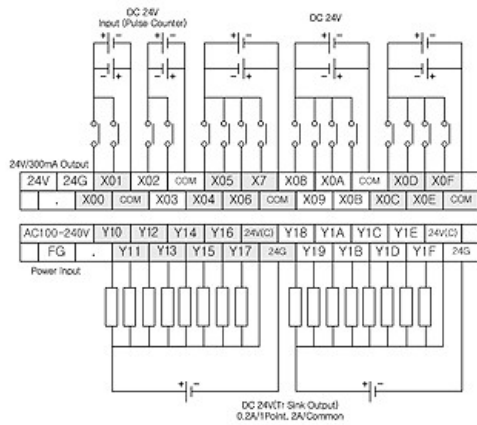 DC 24V
Input (Pulse Counter)
DC 24V
+ - + - + - + - + -
- + - + - + - + - +
24V/300mA Output
24V 24G X01 X02 COM X05 X7 X08 X0A COM X0D X0F
. X00 COM X03 X04 X06 COM X09 X0B X0C X0E COM
AC100-240V Y10 Y12 Y14 Y16 24V(C) Y18 Y1A Y1C Y1E 24V(C)
FG . Y11 Y13 Y15 Y17 24G Y19 Y1B Y1D Y1F 24G
Power Input
+ - + -
DC 24V(Tr Sink Output)
0.2A/1Point, 2A/Common